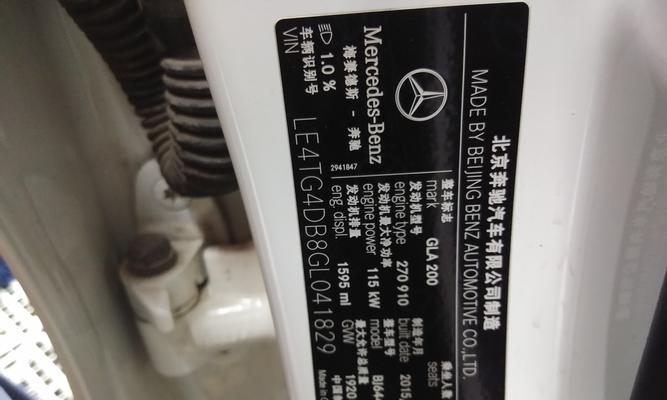 北京奔驰汽车有限公司制造
MADE BY BEIJING BENZ AUTOMOTIVE CO.,LTD.
Mercedes-Benz
梅赛德斯 - 奔驰
1.0 %
2941847
车辆识别号
VIN
LE4TG4DB8GL041829
整车标志
mark GLA 200
发动机型号
engine type 270 910
发动机最大净功率
engine power 115 kW
发动机排量
eng. displ. 1595 ml
制造年月
built date 2015
整车型号
model BJ64
最大允许总质量
GVW 1920
乘坐人数
seats
Made in
中国